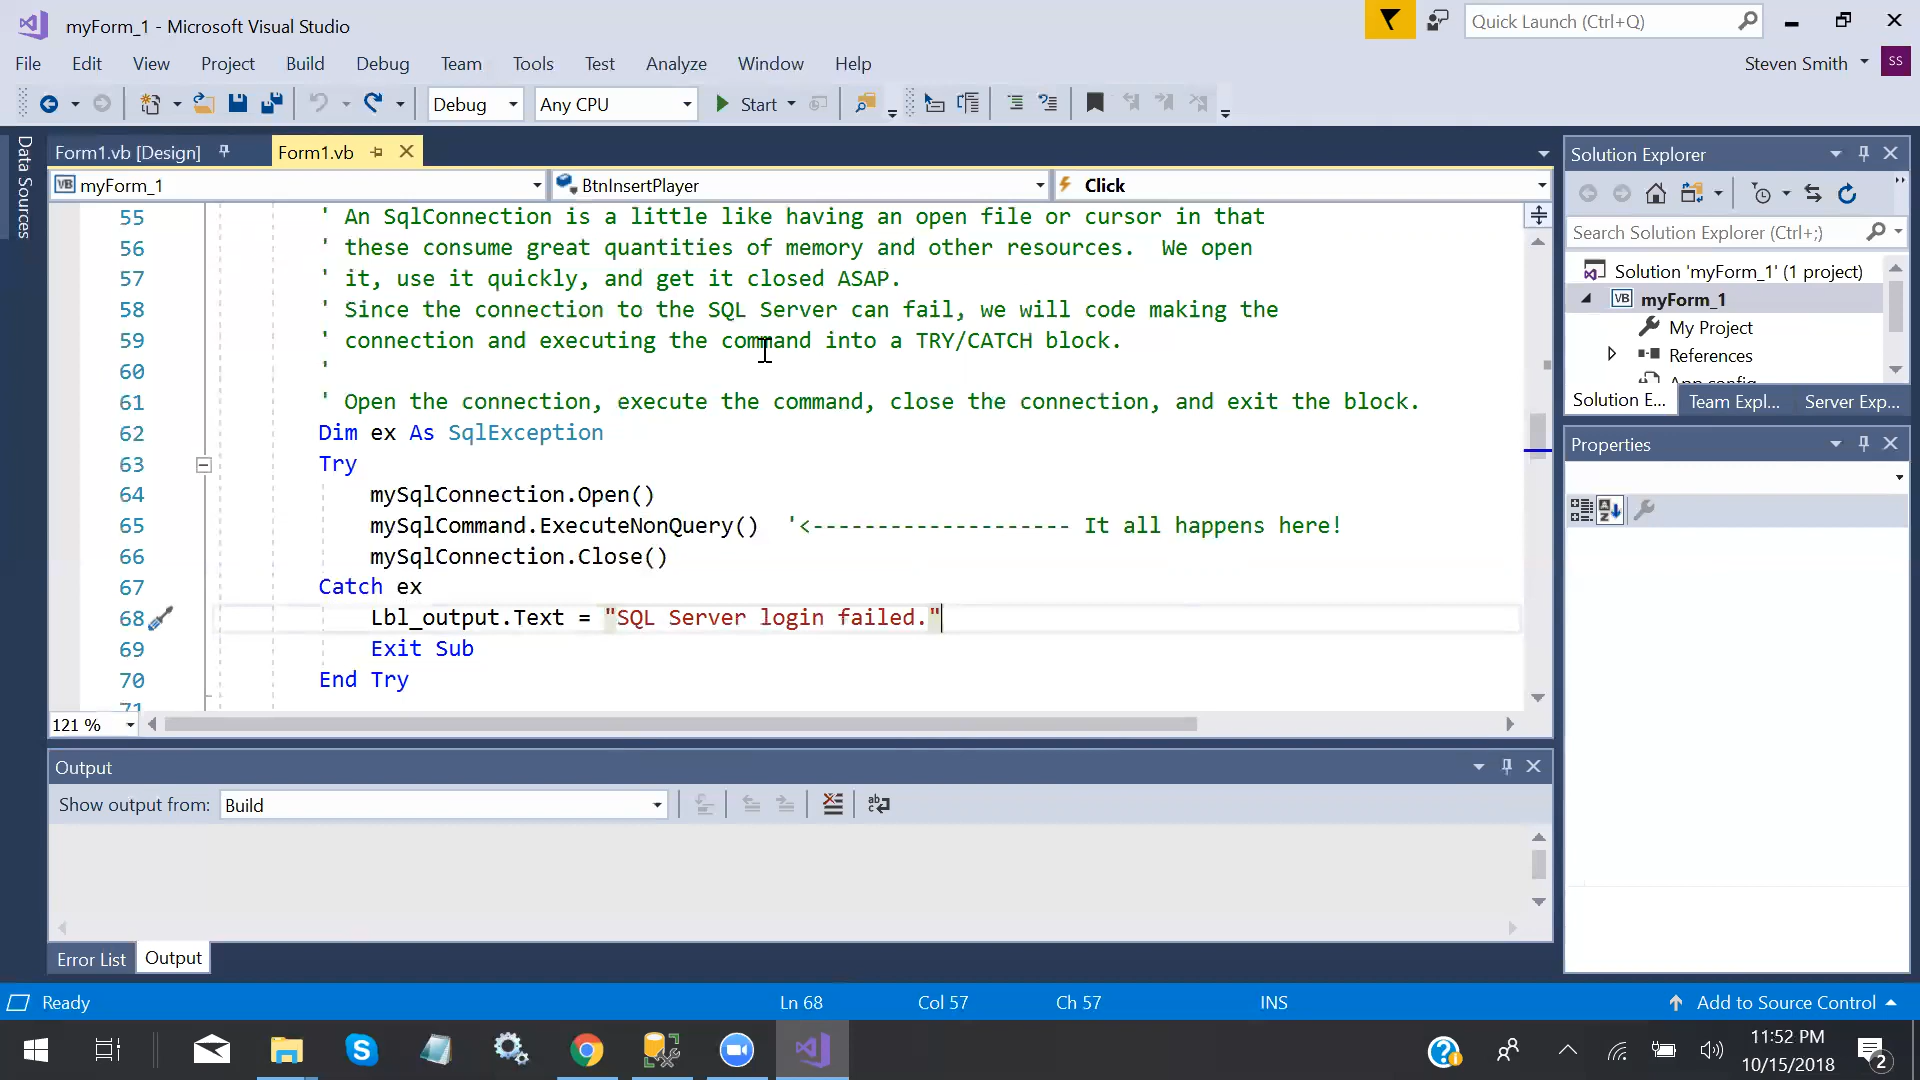 myForm_1 - Microsoft Visual Studio
Quick Launch (Ctrl+Q)
File Edit View Project Build Debug Team Tools Test Analyze Window Help
Steven Smith SS
Debug Any CPU Start
Data Sources
Form1.vb [Design] Form1.vb
myForm_1 BtnInsertPlayer Click
55 ' An SqlConnection is a little like having an open file or cursor in that
56 ' these consume great quantities of memory and other resources.  We open
57 ' it, use it quickly, and get it closed ASAP.
58 ' Since the connection to the SQL Server can fail, we will code making the
59 ' connection and executing the command into a TRY/CATCH block.
60 '
61 ' Open the connection, execute the command, close the connection, and exit the block.
62 Dim ex As SqlException
63 Try
64 mySqlConnection.Open()
65 mySqlCommand.ExecuteNonQuery()  '<-------------------- It all happens here!
66 mySqlConnection.Close()
67 Catch ex
68 Lbl_output.Text = "SQL Server login failed."
69 Exit Sub
70 End Try
71
121 %
Output
Show output from: Build
Error List Output
Solution Explorer
Search Solution Explorer (Ctrl+;)
Solution 'myForm_1' (1 project)
VB myForm_1
My Project
References
App.config
Solution E... Team Expl... Server Exp...
Properties
Ready Ln 68 Col 57 Ch 57 INS Add to Source Control
11:52 PM
10/15/2018
2